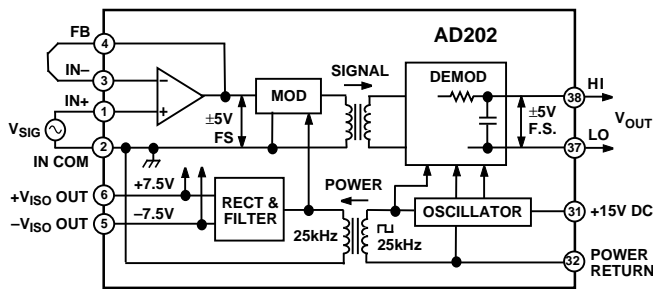 AD202
FB
4
IN–
3
IN+
1
VSIG
IN COM
2
±5V
FS
MOD
SIGNAL
DEMOD
±5V
F.S.
38
HI
VOUT
37
LO
+VISO OUT
6
+7.5V
–VISO OUT
5
–7.5V
RECT &
FILTER
POWER
25kHz
25kHz
OSCILLATOR
31
+15V DC
32
POWER
RETURN